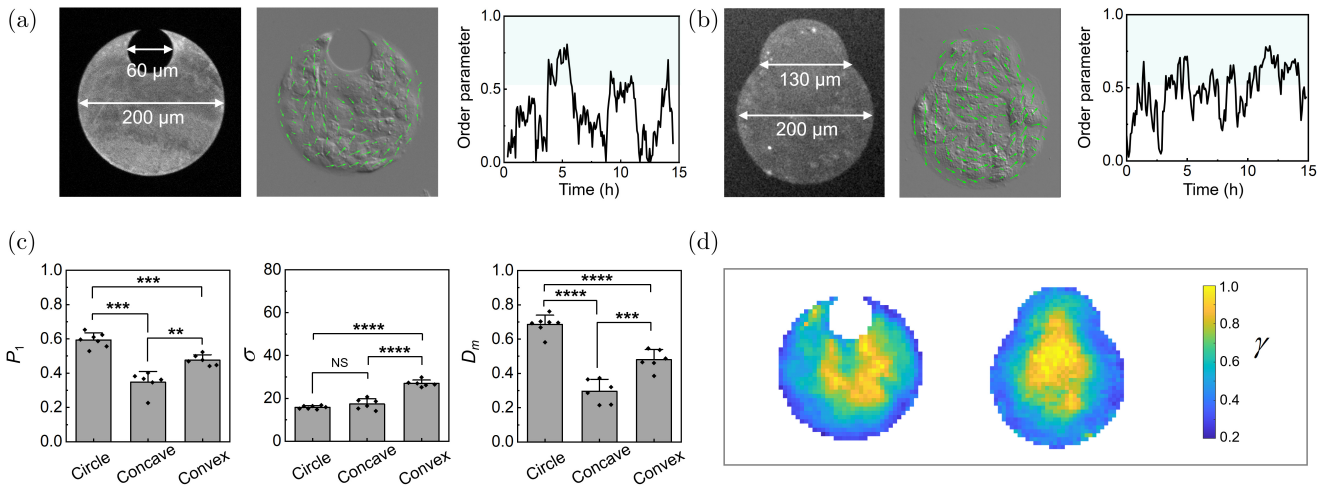 (a)
60 µm
200 µm
Order parameter
1.0
0.5
0.0
0
5
10
15
Time (h)
(b)
130 µm
200 µm
Order parameter
1.0
0.5
0.0
0
5
10
15
Time (h)
(c)
P1
1.0
0.8
0.6
0.4
0.2
0.0
***
***
**
Circle
Concave
Convex
σ
80
60
40
20
0
****
NS
****
Circle
Concave
Convex
Dm
1.0
0.8
0.6
0.4
0.2
0.0
****
****
***
Circle
Concave
Convex
(d)
1.0
0.8
0.6
0.4
0.2
γ